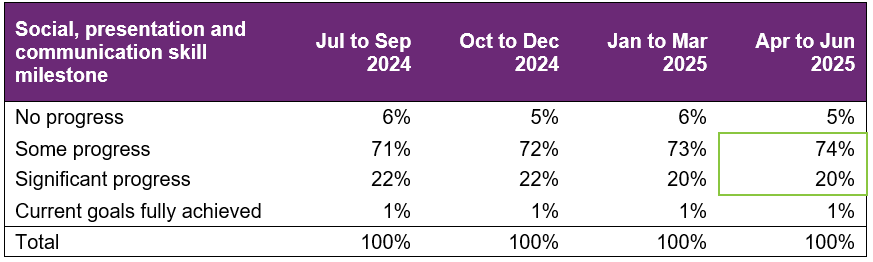 Social, presentation and communication skill milestone Jul to Sep 2024 Oct to Dec 2024 Jan to Mar 2025 Apr to Jun 2025
No progress 6% 5% 6% 5%
Some progress 71% 72% 73% 74%
Significant progress 22% 22% 20% 20%
Current goals fully achieved 1% 1% 1% 1%
Total 100% 100% 100% 100%